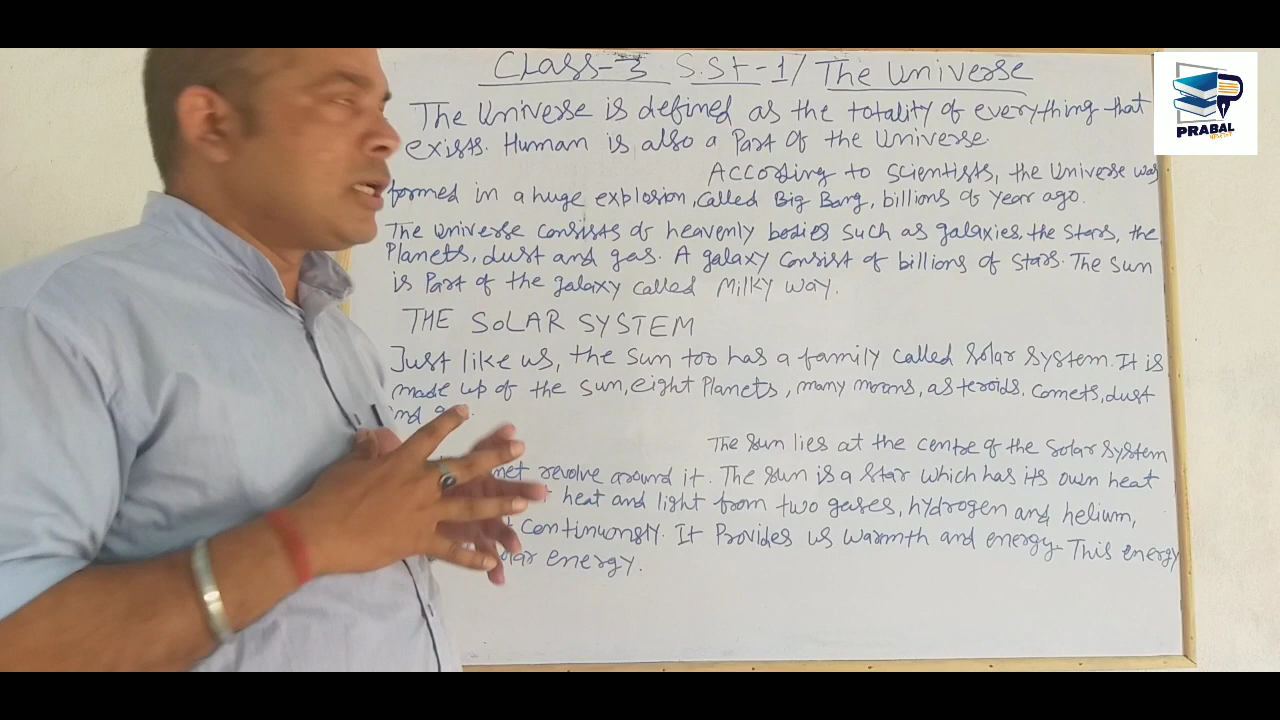 Class-3 S.St-1/ The Universe
The Universe is defined as the totality of everything that
exists. Human is also a Part of the Universe.
According to scientists, the Universe was
formed in a huge explosion, called Big Bang, billions of year ago.
The Universe consists of heavenly bodies such as galaxies, the stars, the
Planets, dust and gas. A galaxy consist of billions of stars. The sun
is Part of the galaxy called Milky way.
THE SOLAR SYSTEM
Just like us, the sun too has a family called Solar system. It is
made up of the sun, eight Planets, many moons, asteroids, comets, dust
The sun lies at the centre of the solar system
revolve around it. The sun is a star which has its own heat
heat and light from two gases, hydrogen and helium,
continuously. It Provides us warmth and energy. This energy
energy.
PRABAL